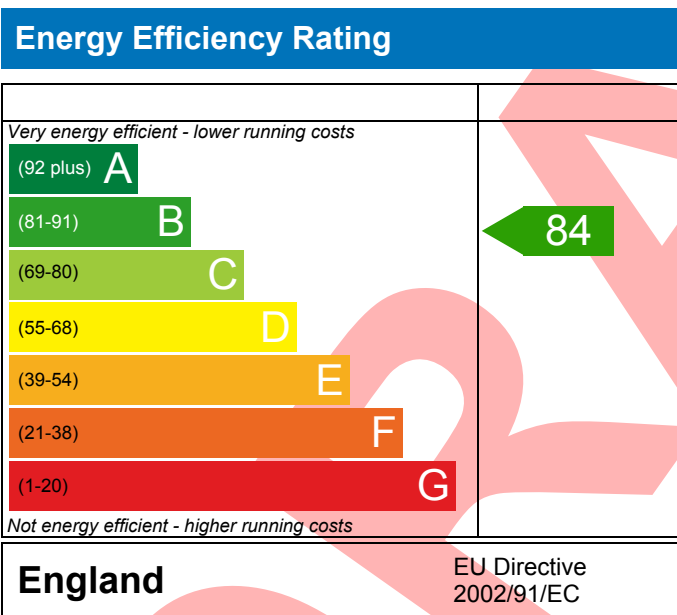 Energy Efficiency Rating
Very energy efficient - lower running costs
(92 plus) A
(81-91) B
84
(69-80) C
(55-68) D
(39-54) E
(21-38) F
(1-20) G
Not energy efficient - higher running costs
England
EU Directive
2002/91/EC